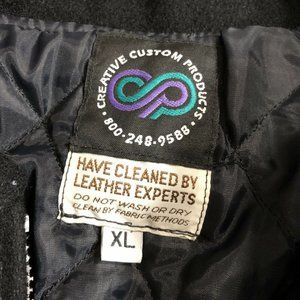 CREATIVE CUSTOM PRODUCTS
• 800-248-9588 •
HAVE CLEANED BY
LEATHER EXPERTS
DO NOT WASH OR DRY
CLEAN BY FABRIC METHODS
XL